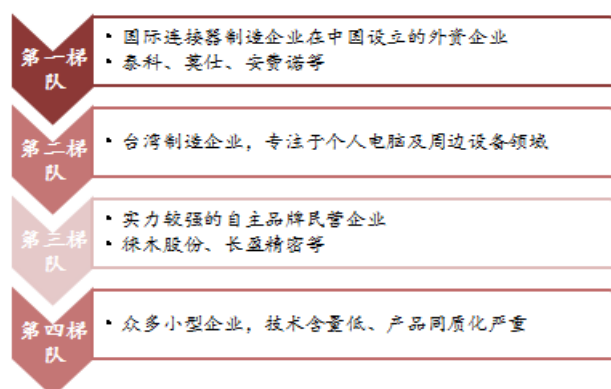 第一梯
队
• 国际连接器制造企业在中国设立的外资企业
• 泰科、莫仕、安费诺等
第二梯
队
• 台湾制造企业，专注于个人电脑及周边设备领域
第三梯
队
• 实力较强的自主品牌民营企业
• 徕木股份、长盈精密等
第四梯
队
• 众多小型企业，技术含量低、产品同质化严重